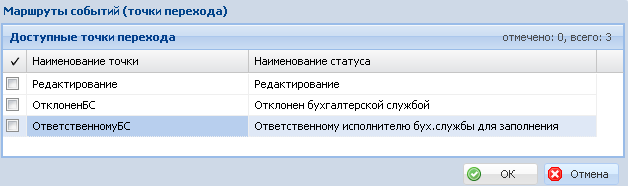 Маршруты событий (точки перехода)
Доступные точки перехода отмечено: 0, всего: 3
✓ Наименование точки Наименование статуса
Редактирование Редактирование
ОтклоненБС Отклонен бухгалтерской службой
ОтветственномуБС Ответственному исполнителю бух.службы для заполнения
ОК Отмена